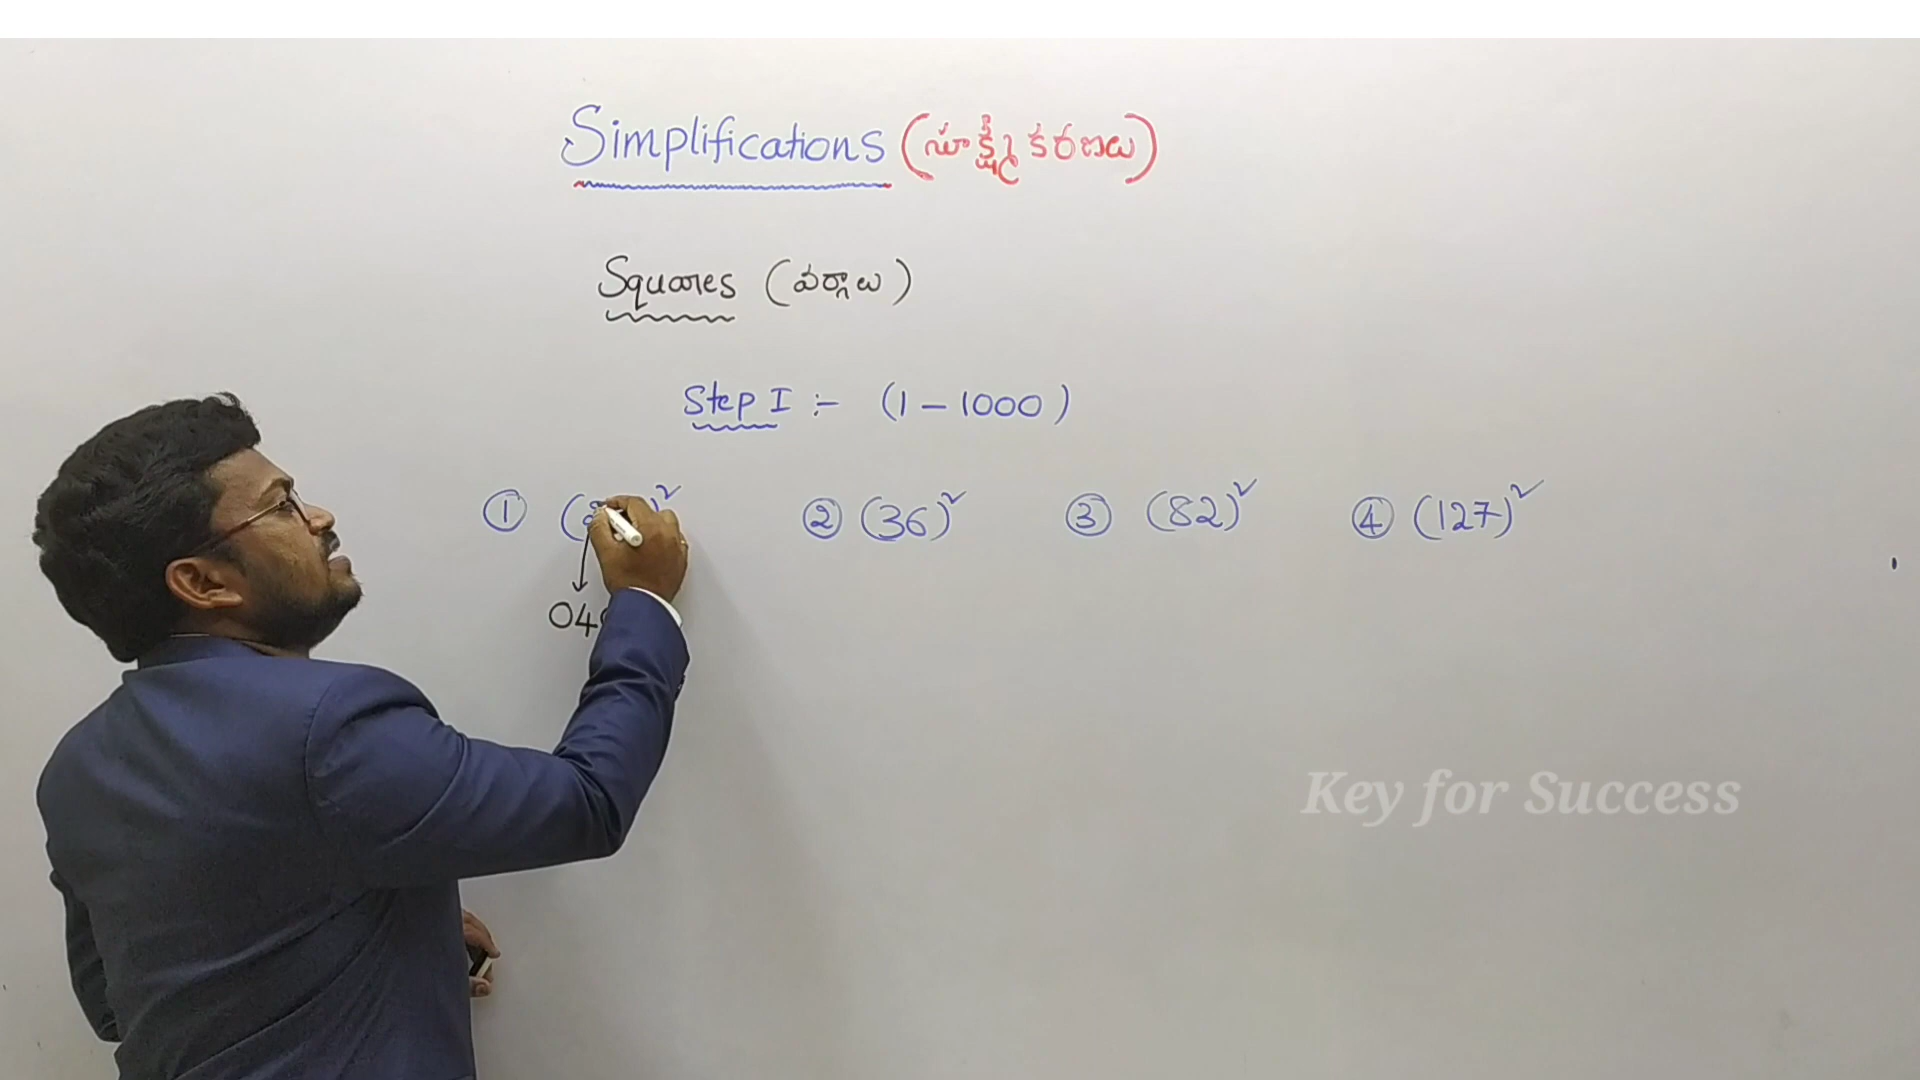 Simplifications (సూక్ష్మీకరణలు)
Squares (వర్గాలు)
Step I :- (1 – 1000)
① ( )² ② (36)² ③ (82)² ④ (127)²
04
Key for Success